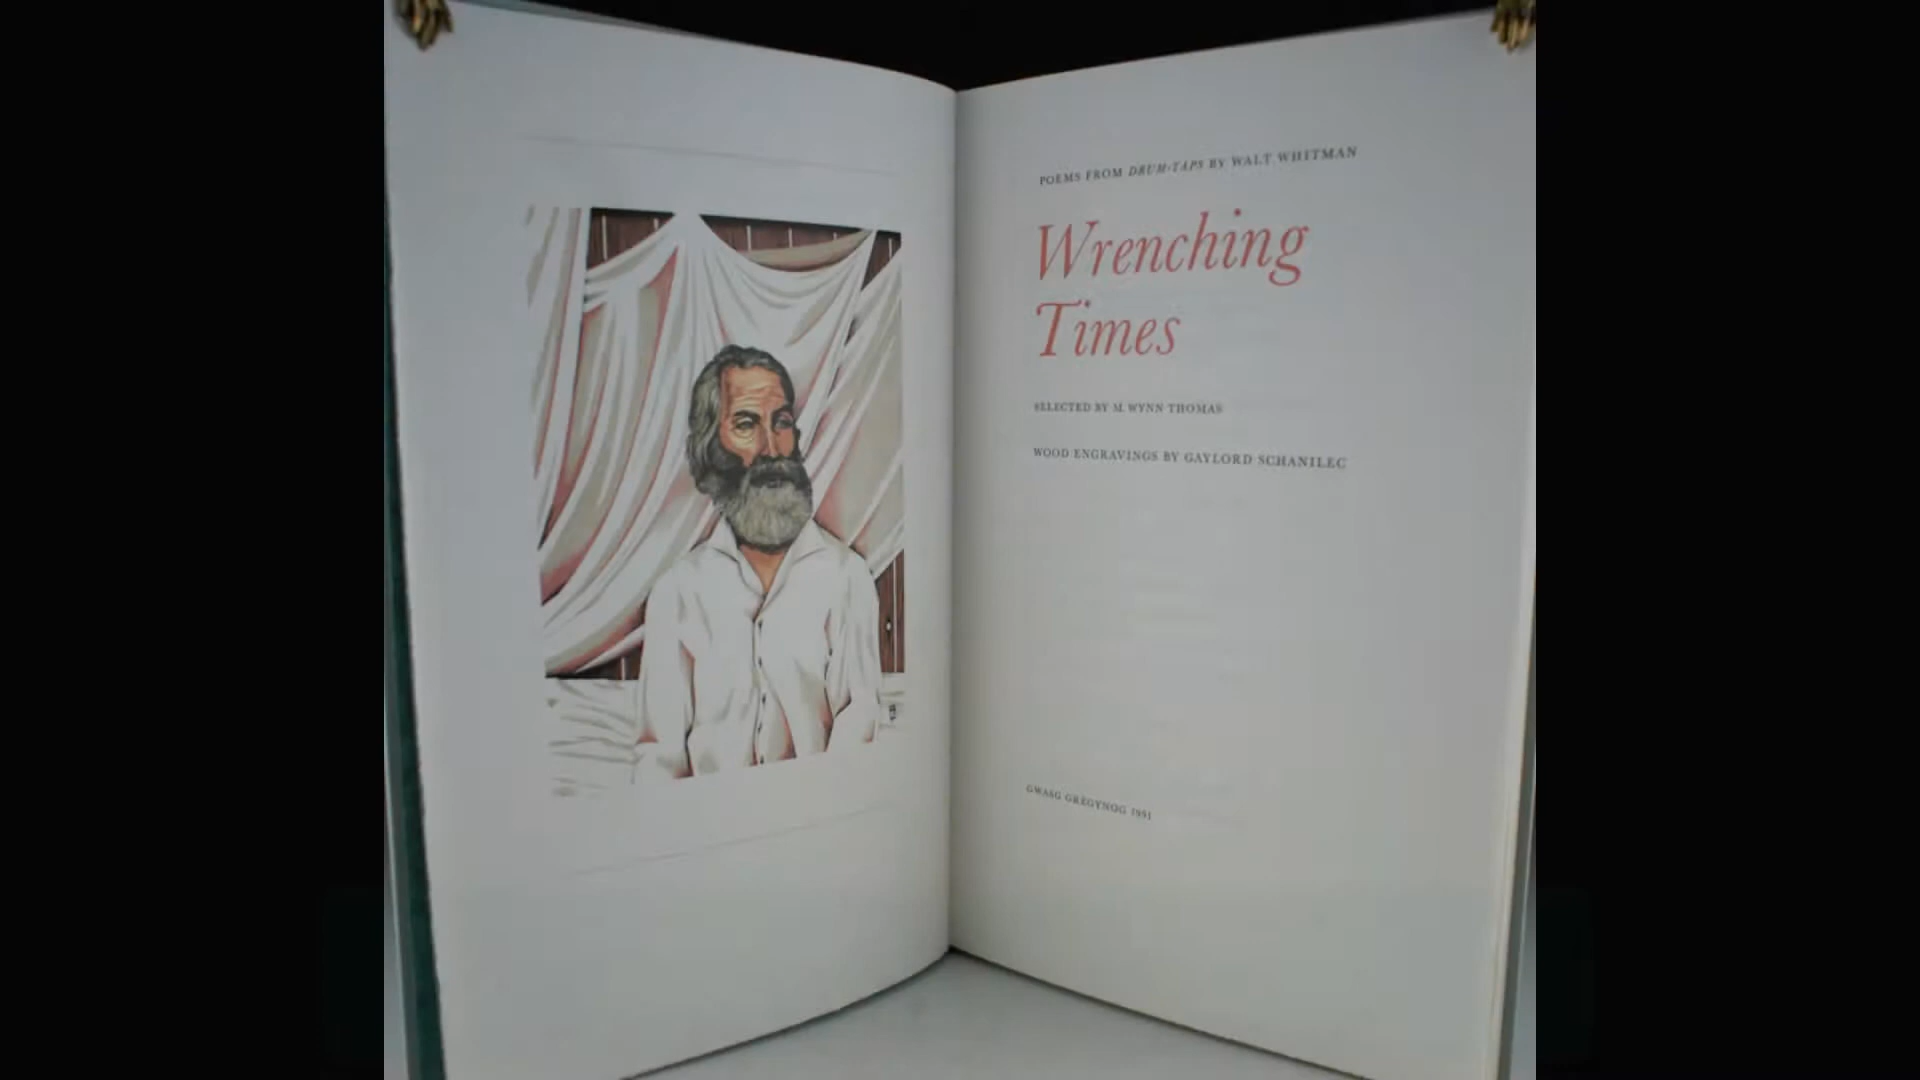 POEMS FROM DRUM-TAPS BY WALT WHITMAN
Wrenching
Times
SELECTED BY M. WYNN THOMAS
WOOD ENGRAVINGS BY GAYLORD SCHANILEC
GWASG GREGYNOG 1991